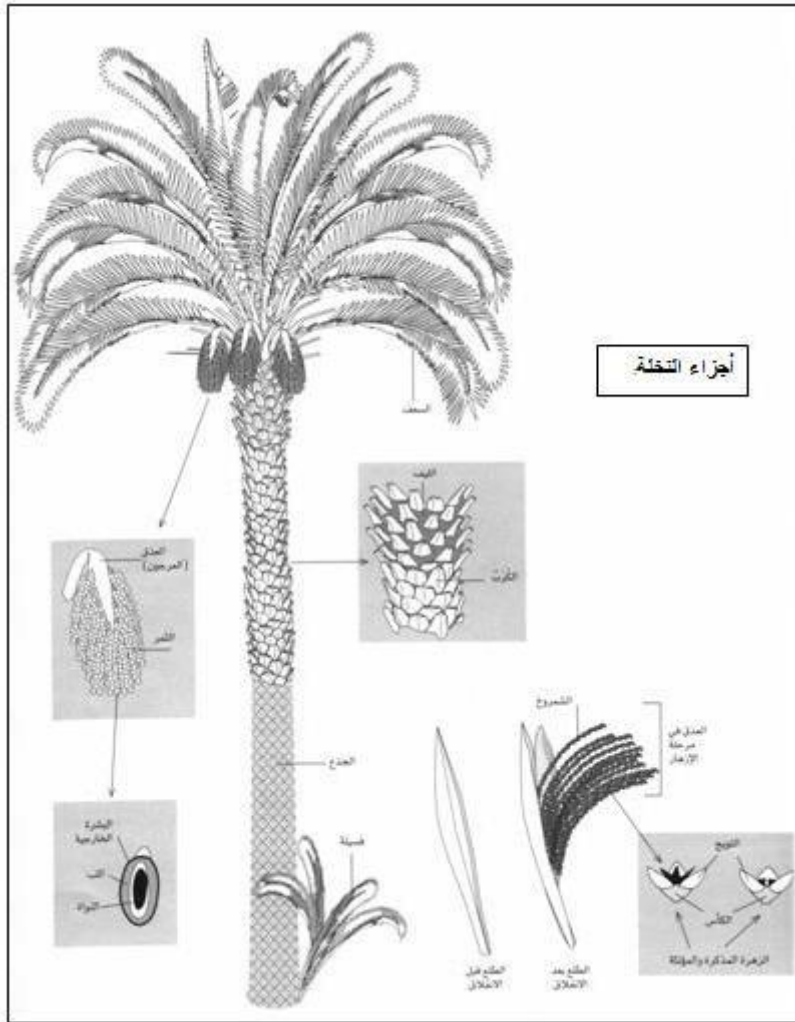 أجزاء النخلة
السعف
الليف
الكَرَب
العذق
(العرجون)
التمر
الشمروخ
العذق في
مرحلة
الإزهار
الجذع
فسيلة
البشرة
الخارجية
اللب
النواة
التويج
الكأس
الزهرة المذكرة والمؤنثة
الطلع قبل
الانفلاق
الطلع بعد
الانفلاق